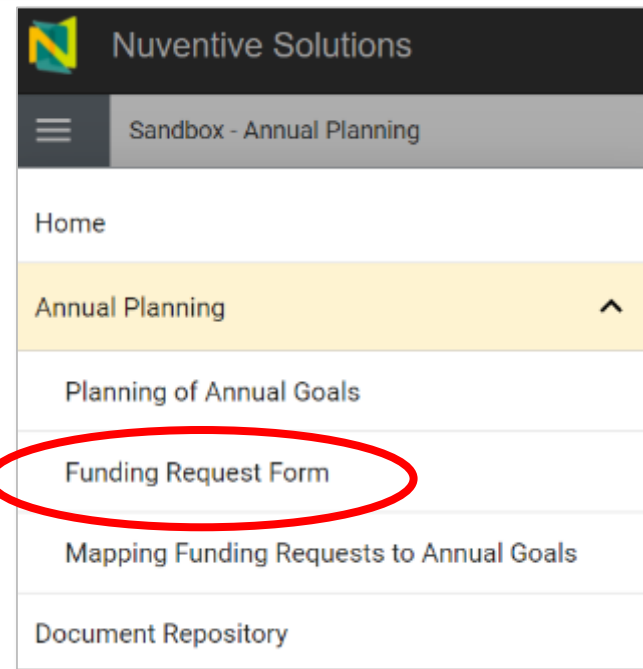 Nuventive Solutions
Sandbox - Annual Planning
Home
Annual Planning
Planning of Annual Goals
Funding Request Form
Mapping Funding Requests to Annual Goals
Document Repository